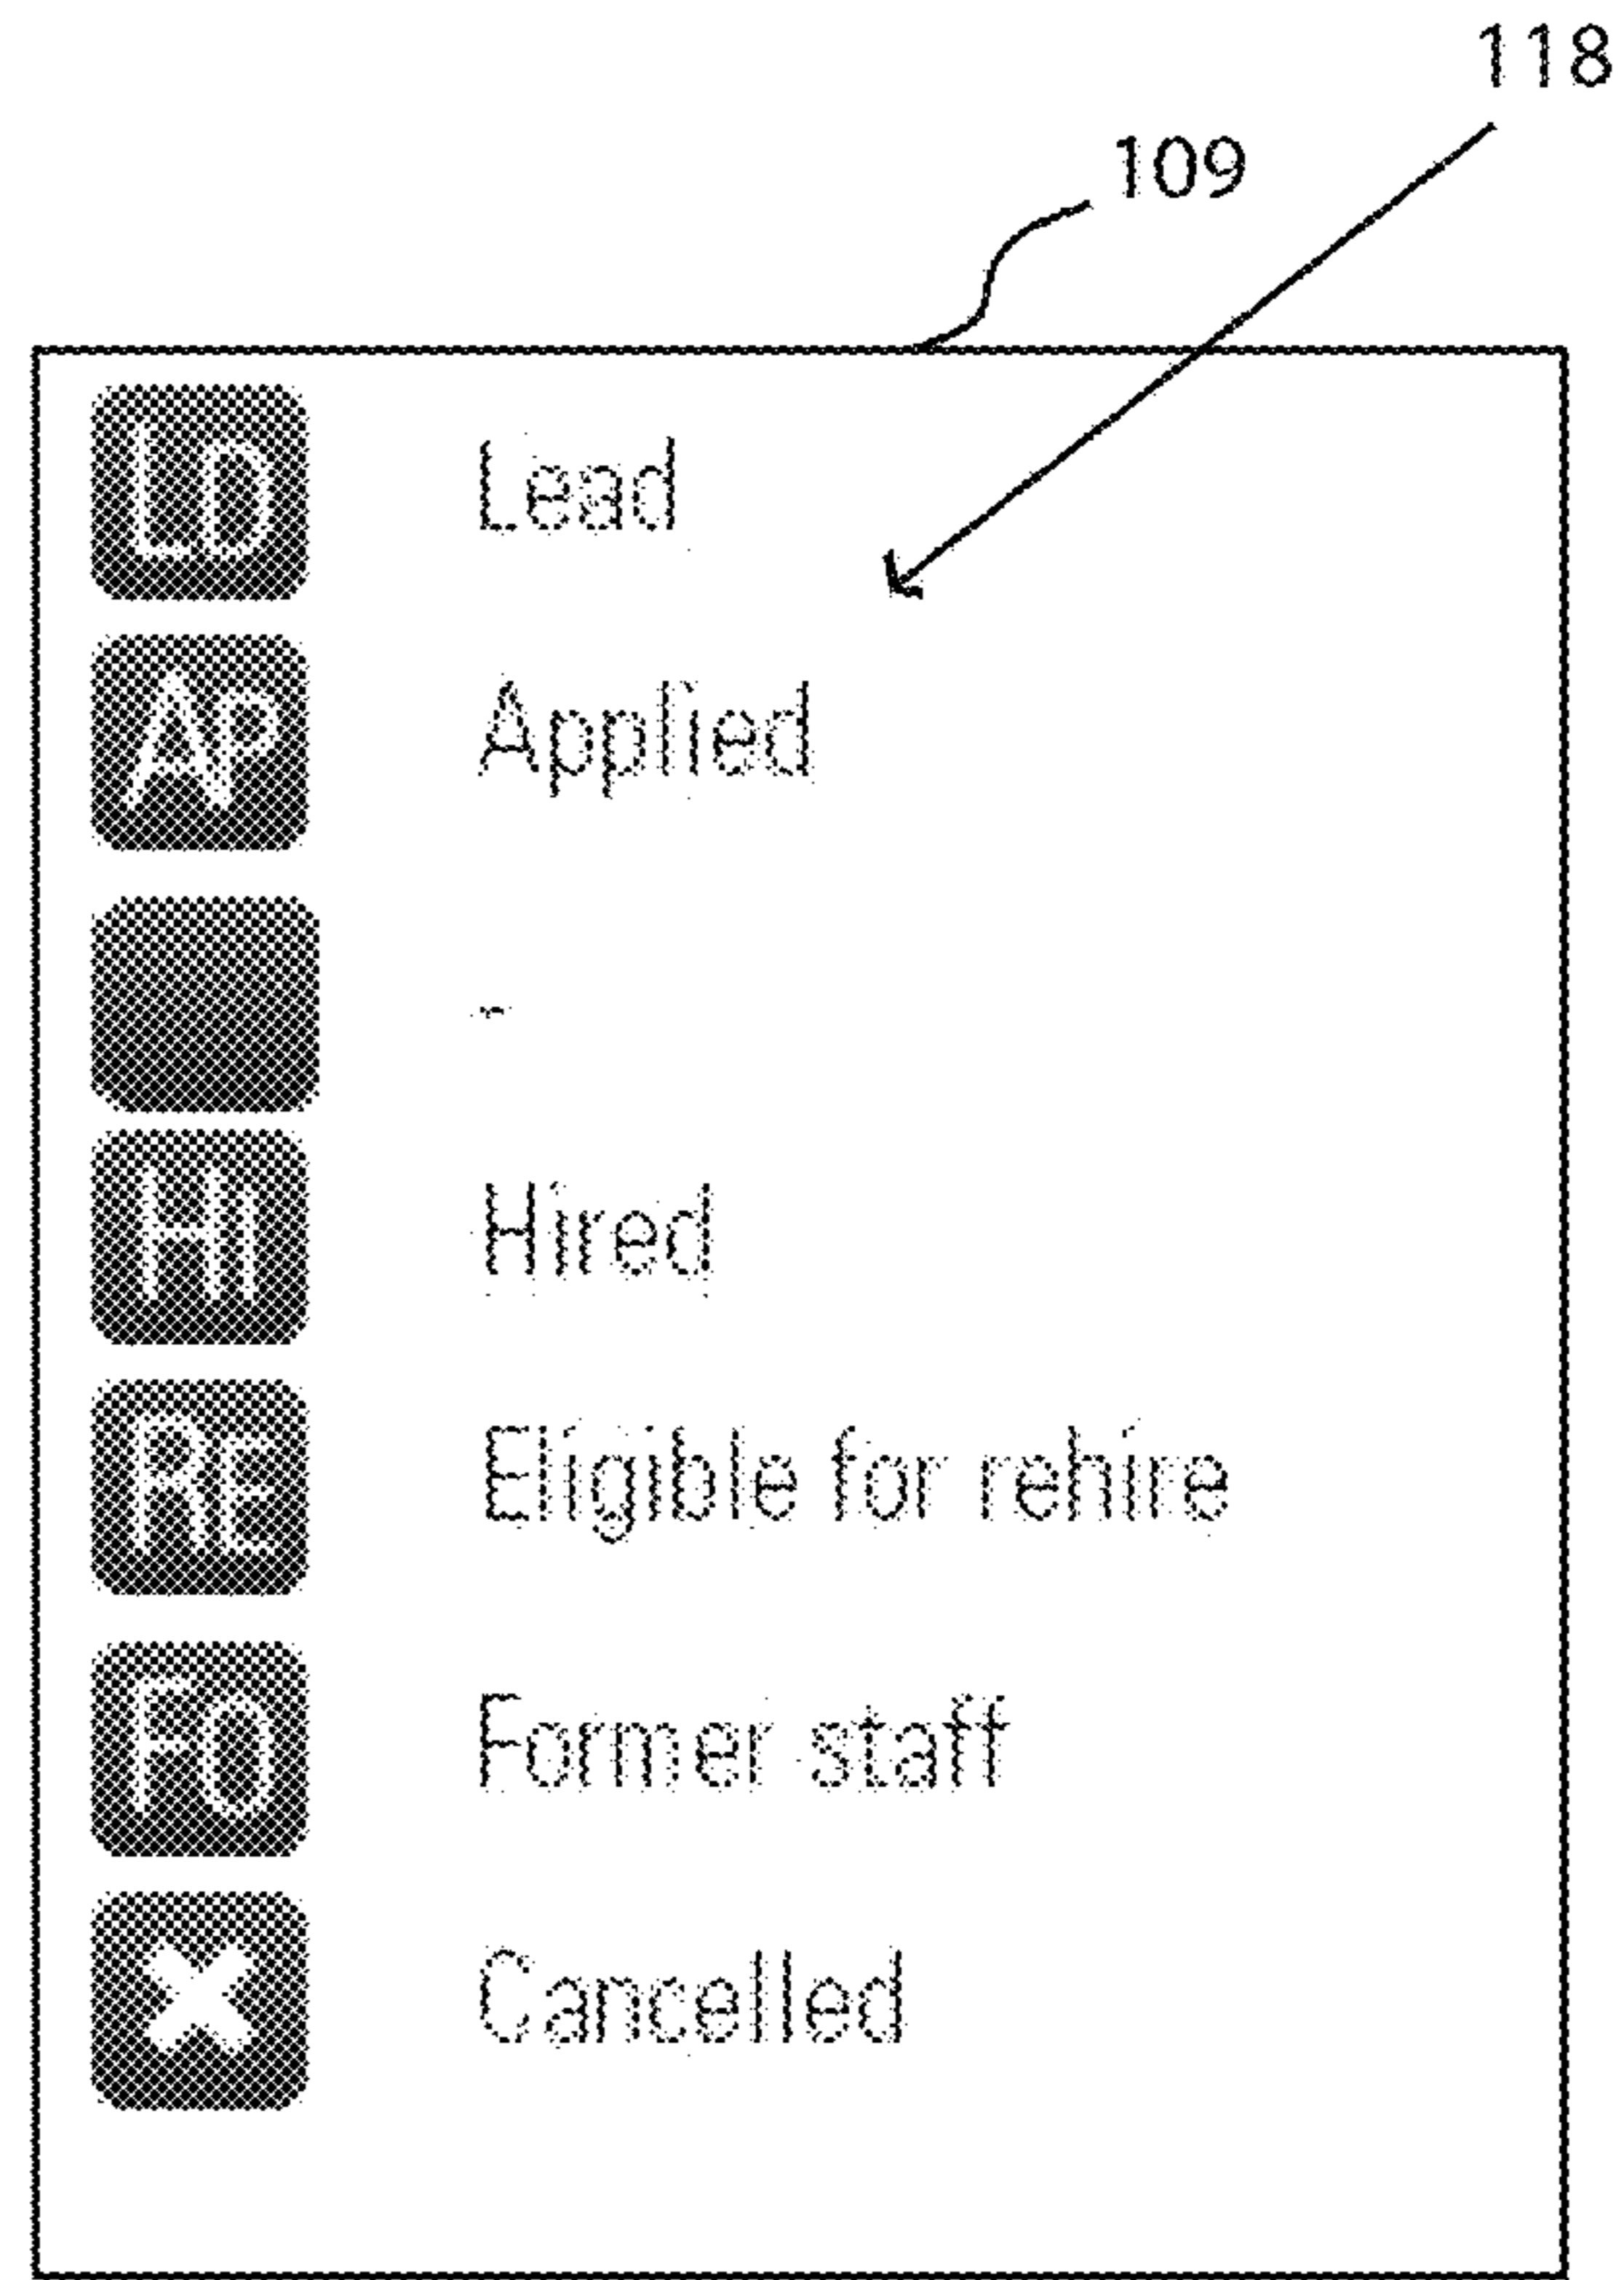 118
109
LD Lead
AP Applied
-
HI Hired
RE Eligible for rehire
FO Former staff
Cancelled